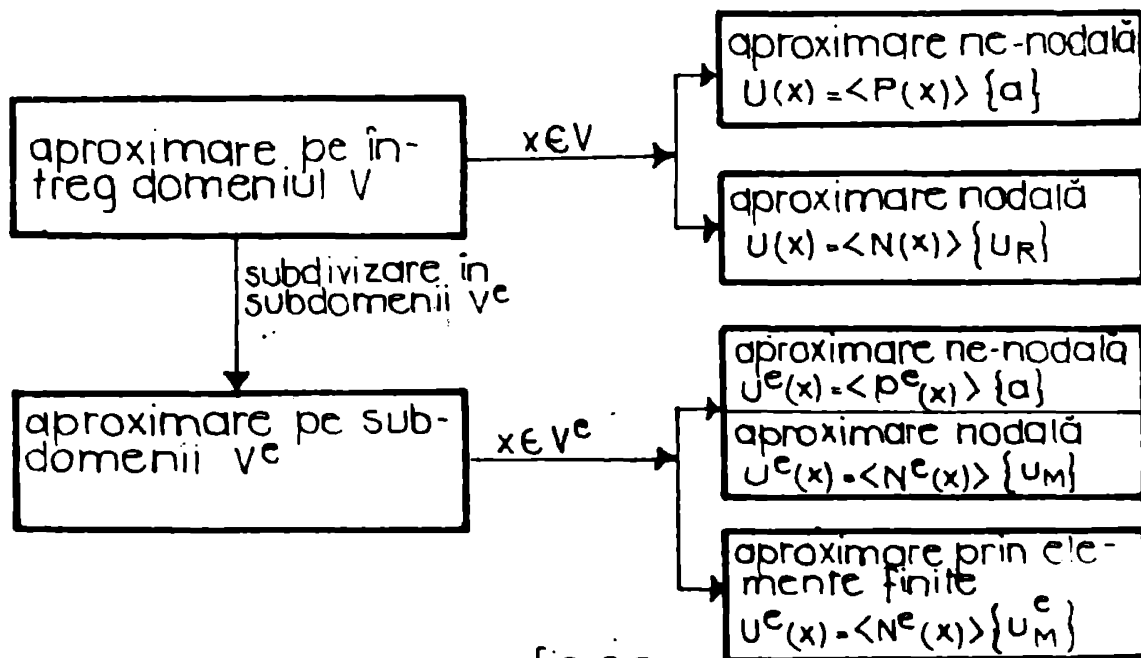 aproximare pe în-
treg domeniul V
x∈V
aproximare ne-nodală
U(x) = <P(x)> {a}
aproximare nodală
U(x) = <N(x)> {U_R}
subdivizare în
subdomenii V^e
aproximare pe sub-
domenii V^e
x∈V^e
aproximare ne-nodală
U^e(x) = <P^e(x)> {a}
aproximare nodală
U^e(x) = <N^e(x)> {U_M}
aproximare prin ele-
mente finite
U^e(x) = <N^e(x)> {U_M^e}